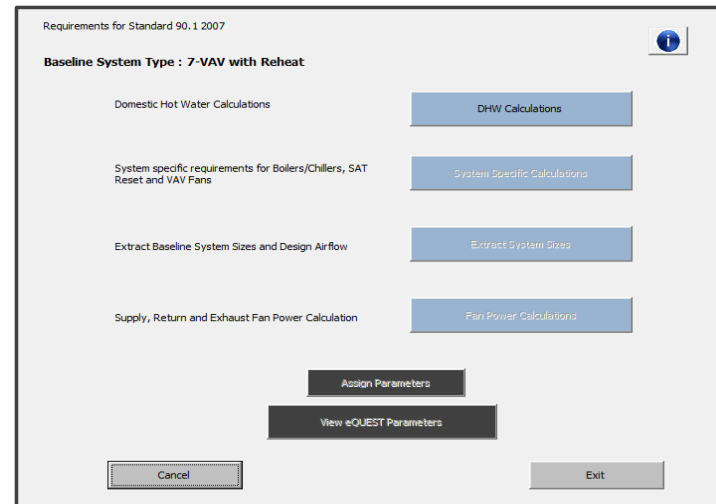 Requirements for Standard 90.1 2007
i
Baseline System Type : 7-VAV with Reheat
Domestic Hot Water Calculations
DHW Calculations
System specific requirements for Boilers/Chillers, SAT
Reset and VAV Fans
System Specific Calculations
Extract Baseline System Sizes and Design Airflow
Extract System Sizes
Supply, Return and Exhaust Fan Power Calculation
Fan Power Calculations
Assign Parameters
View eQUEST Parameters
Cancel
Exit